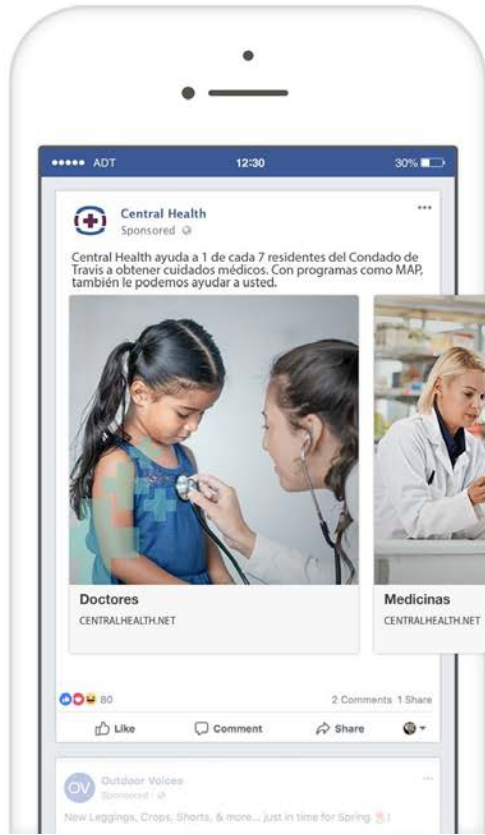 ADT 12:30 30%
Central Health
Sponsored
Central Health ayuda a 1 de cada 7 residentes del Condado de
Travis a obtener cuidados médicos. Con programas como MAP,
también le podemos ayudar a usted.
Doctores
CENTRALHEALTH.NET
Medicinas
CENTRALHEALTH.NET
80 2 Comments 1 Share
Like Comment Share
OV Outdoor Voices
Sponsored
New Leggings, Crops, Shorts, & more... just in time for Spring !